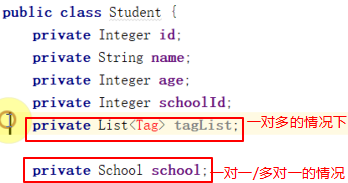 public class Student {
private Integer id;
private String name;
private Integer age;
private Integer schoolId;
private List<Tag> tagList; 一对多的情况下
private School school; 一对一/多对一的情况